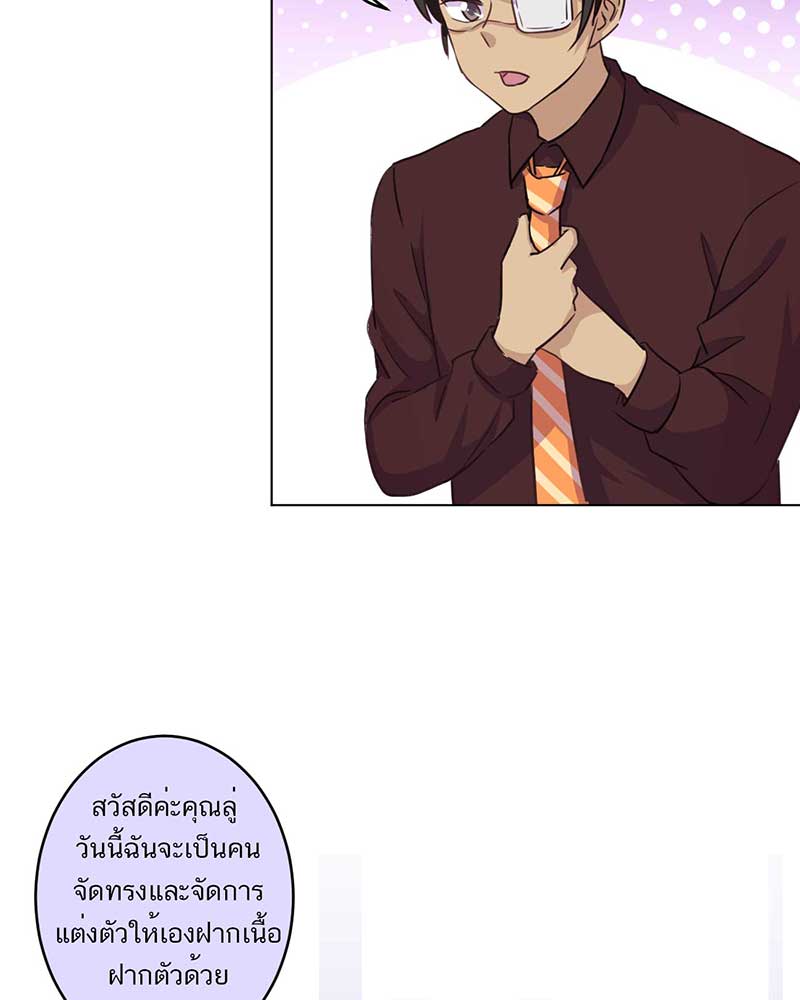 สวัสดีค่ะคุณลู่
วันนี้ฉันจะเป็นคน
จัดทรงและจัดการ
แต่งตัวให้เองฝากเนื้อ
ฝากตัวด้วย